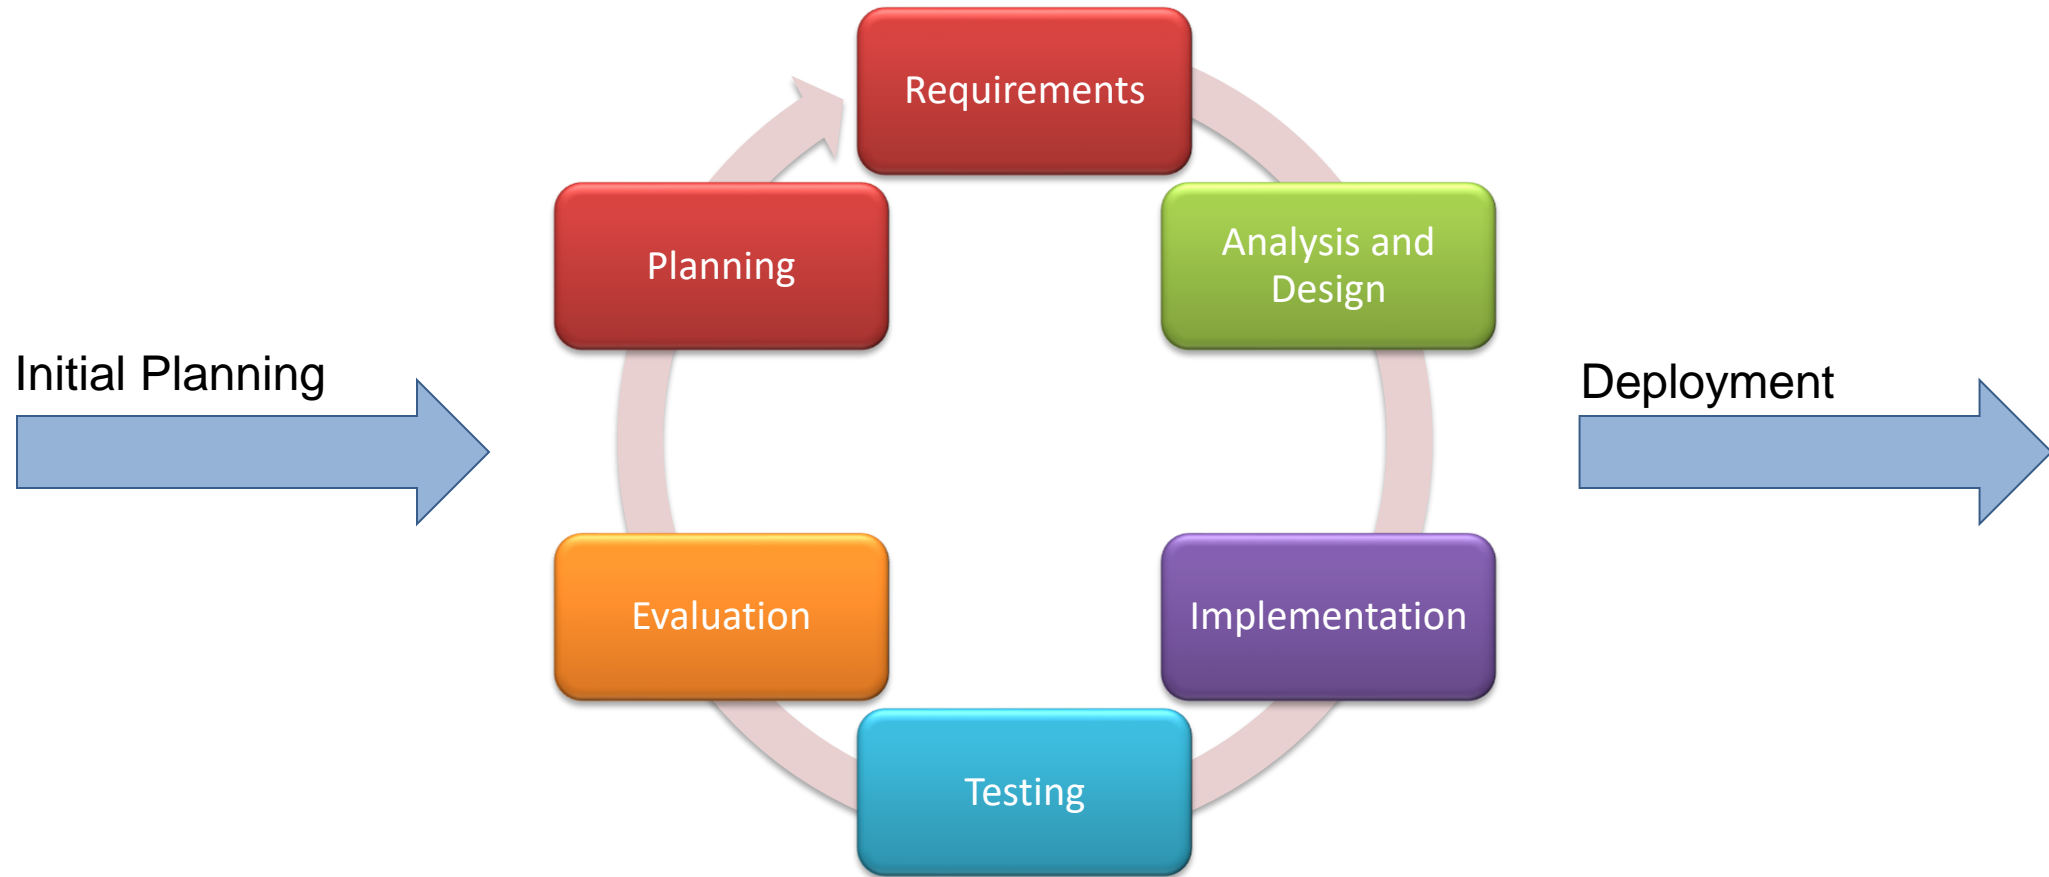 Requirements
Planning
Analysis and
Design
Initial Planning
Deployment
Evaluation
Implementation
Testing